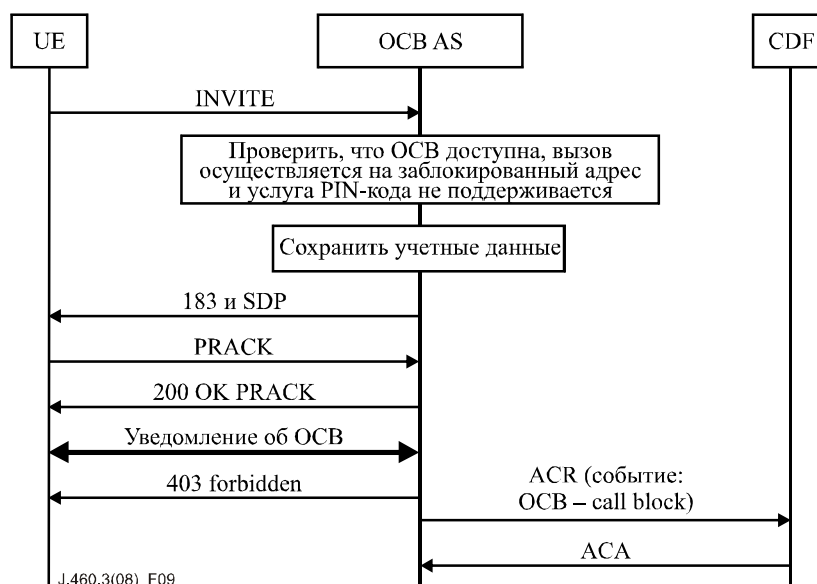 UE
OCB AS
CDF
INVITE
Проверить, что OCB доступна, вызов
осуществляется на заблокированный адрес
и услуга PIN-кода не поддерживается
Сохранить учетные данные
183 и SDP
PRACK
200 OK PRACK
Уведомление об OCB
403 forbidden
ACR (событие:
OCB – call block)
ACA
J.460.3(08)_F09